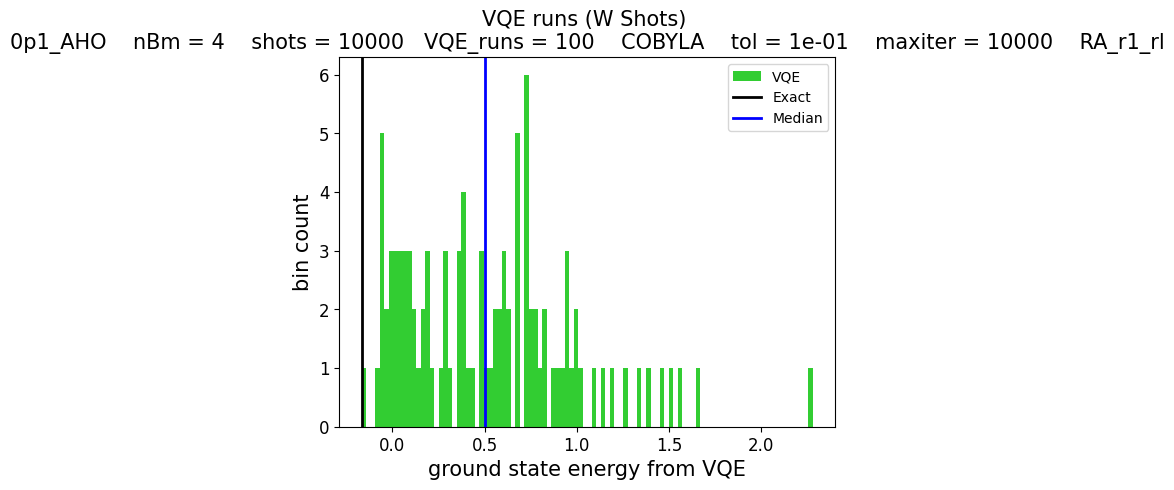 VQE runs (W Shots)
0p1_AHO    nBm = 4    shots = 10000   VQE_runs = 100    COBYLA    tol = 1e-01    maxiter = 10000    RA_r1_rl
VQE
Exact
Median
6
5
4
3
2
1
0
bin count
0.0 0.5 1.0 1.5 2.0
ground state energy from VQE